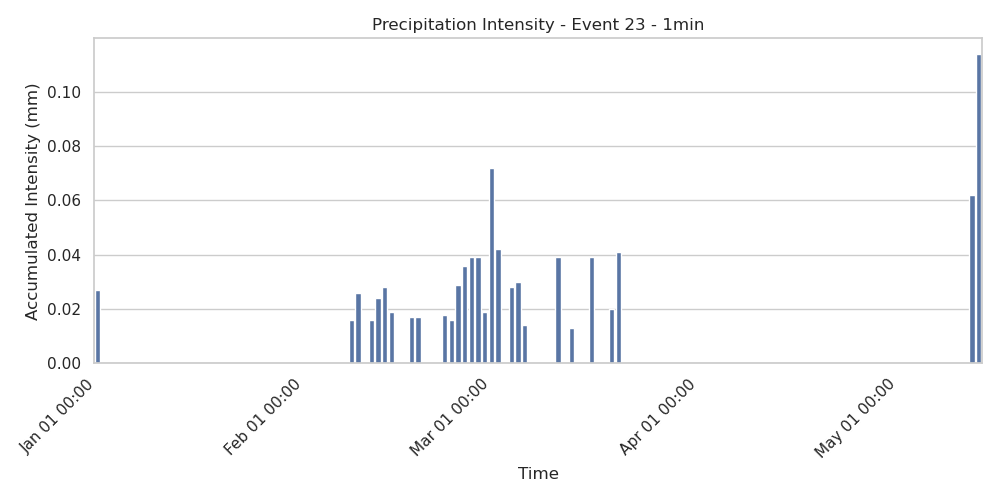 Precipitation Intensity - Event 23 - 1min
Accumulated Intensity (mm)
0.10
0.08
0.06
0.04
0.02
0.00
Jan 01 00:00
Feb 01 00:00
Mar 01 00:00
Apr 01 00:00
May 01 00:00
Time